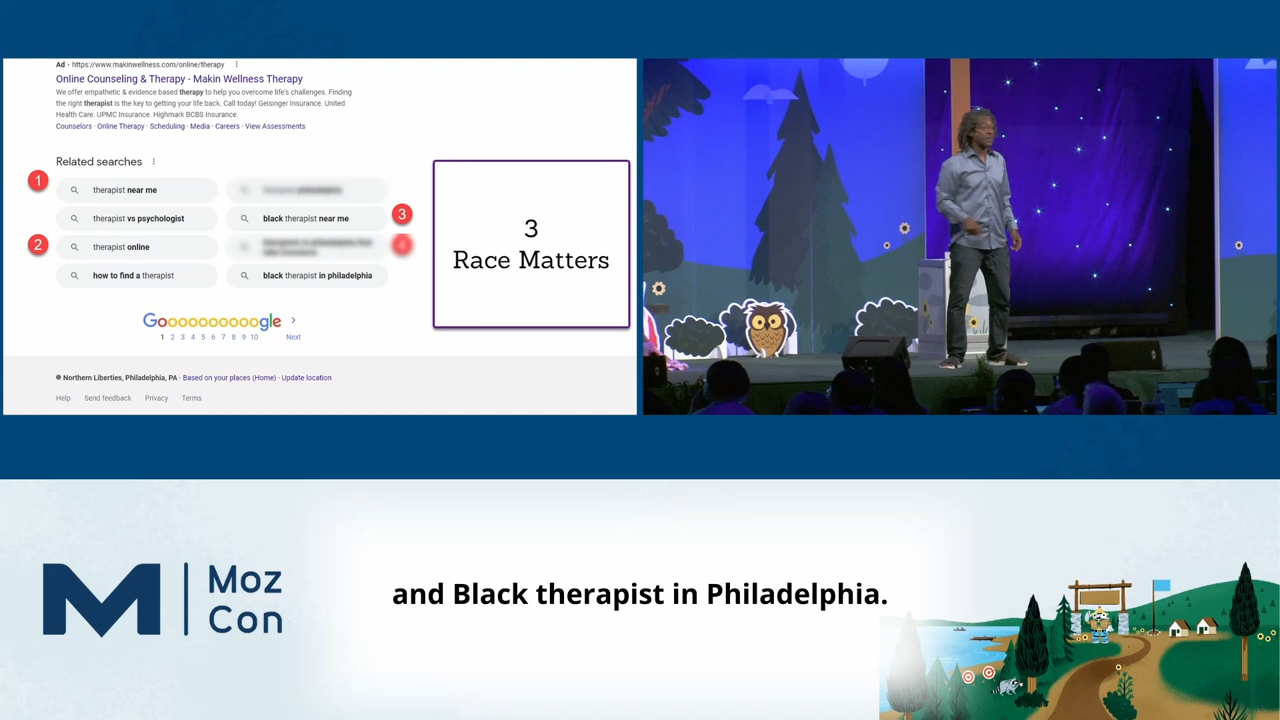 Ad · https://www.makinwellness.com/online/therapy
Online Counseling & Therapy - Makin Wellness Therapy
We offer empathetic & evidence based therapy to help you overcome life's challenges. Finding
the right therapist is the key to getting your life back. Call today! Geisinger Insurance. United
Health Care. UPMC Insurance. Highmark BCBS Insurance.
Counselors · Online Therapy · Scheduling · Media · Careers · View Assessments
Related searches
1
therapist near me
therapist vs psychologist
black therapist near me
3
2
therapist online
how to find a therapist
black therapist in philadelphia
3
Race Matters
Goooooooooogle
1 2 3 4 5 6 7 8 9 10 Next
Northern Liberties, Philadelphia, PA · Based on your places (Home) · Update location
Help Send feedback Privacy Terms
M
Moz
Con
and Black therapist in Philadelphia.